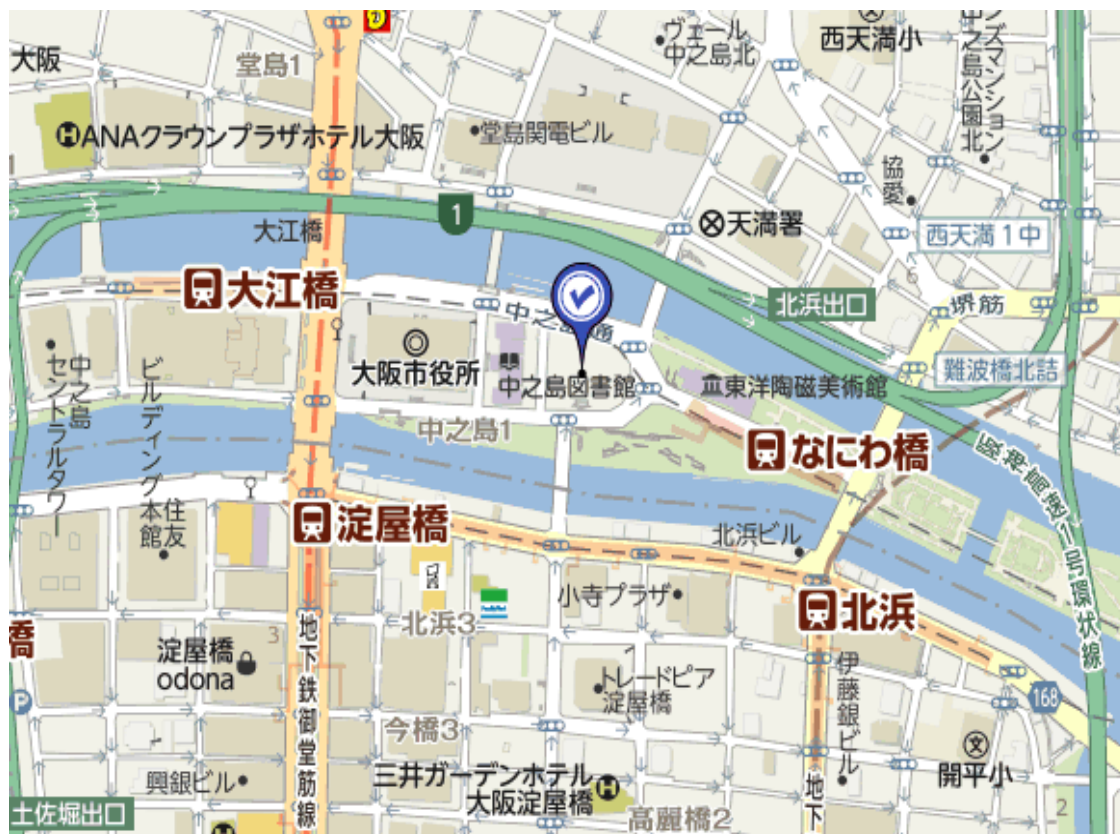 大阪
堂島1
ヴェール
中之島北
西天満小
ンズマンション
中之島公園北
ANAクラウンプラザホテル大阪
堂島関電ビル
協愛
大江橋
1
天満署
西天満1中
6
大江橋
北浜出口
堺筋
中之島通
大阪市役所
中之島図書館
東洋陶磁美術館
難波橋北詰
中之島
セントラルタワー
ビルディング
本館
住友
中之島1
なにわ橋
阪神高速1号環状線
淀屋橋
北浜ビル
小寺プラザ
北浜
橋
北浜3
FamilyMart
3
淀屋橋
odona
地下鉄御堂筋線
トレードピア
淀屋橋
伊藤銀ビル
168
P
今橋3
文
開平小
興銀ビル
三井ガーデンホテル
大阪淀屋橋
H
地下
土佐堀出口
高麗橋2
2